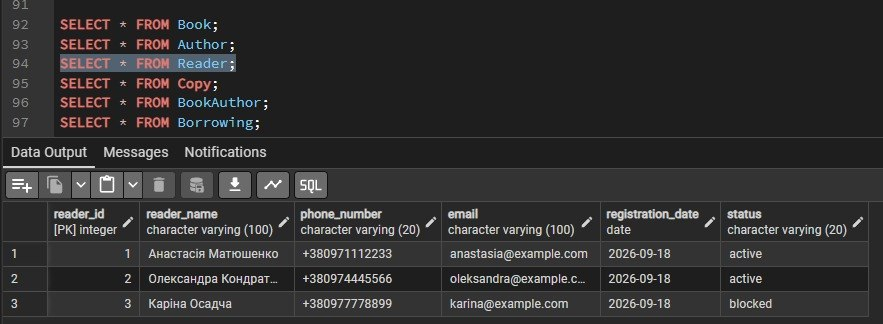 91
92 SELECT * FROM Book;
93 SELECT * FROM Author;
94 SELECT * FROM Reader;
95 SELECT * FROM Copy;
96 SELECT * FROM BookAuthor;
97 SELECT * FROM Borrowing;
Data Output Messages Notifications
SQL
reader_id reader_name phone_number email registration_date status
[PK] integer character varying (100) character varying (20) character varying (100) date character varying (20)
1 1 Анастасія Матюшенко +380971112233 anastasia@example.com 2026-09-18 active
2 2 Олександра Кондрат... +380974445566 oleksandra@example.c... 2026-09-18 active
3 3 Каріна Осадча +380977778899 karina@example.com 2026-09-18 blocked